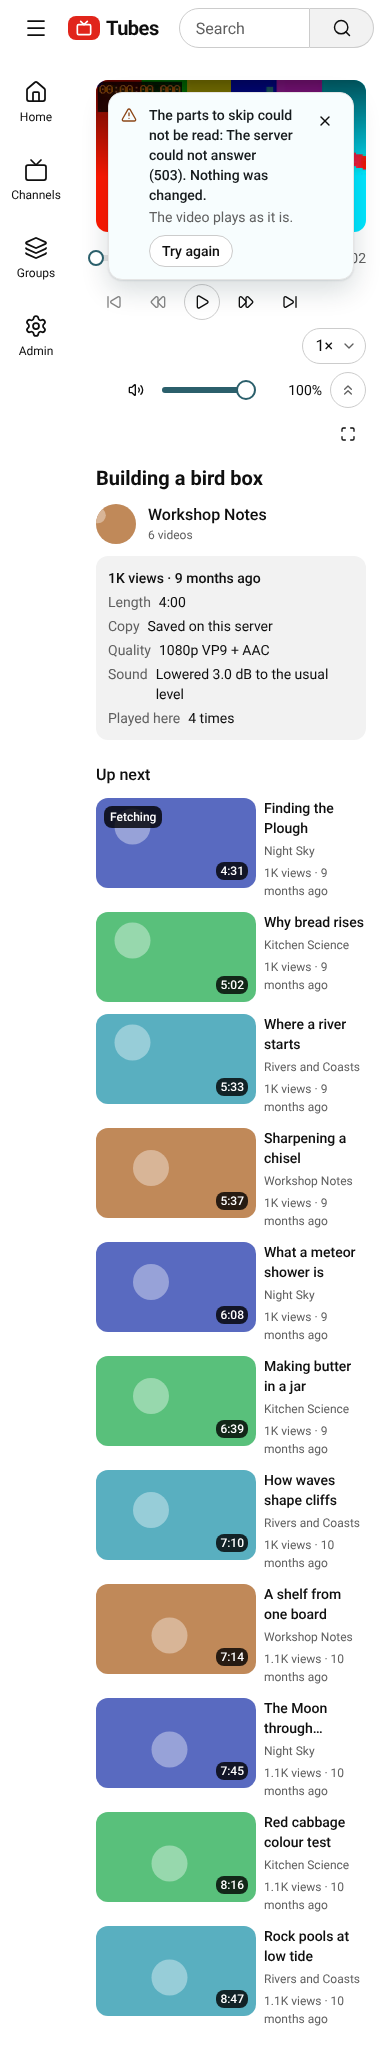 Tubes
Search
Home
Channels
Groups
Admin
00:00:00.000
The parts to skip could
not be read: The server
could not answer
(503). Nothing was
changed.
The video plays as it is.
Try again
02
1×
100%
Building a bird box
Workshop Notes
6 videos
1K views · 9 months ago
Length 4:00
Copy Saved on this server
Quality 1080p VP9 + AAC
Sound Lowered 3.0 dB to the usual
level
Played here 4 times
Up next
Fetching
4:31
Finding the
Plough
Night Sky
1K views · 9
months ago
5:02
Why bread rises
Kitchen Science
1K views · 9
months ago
5:33
Where a river
starts
Rivers and Coasts
1K views · 9
months ago
5:37
Sharpening a
chisel
Workshop Notes
1K views · 9
months ago
6:08
What a meteor
shower is
Night Sky
1K views · 9
months ago
6:39
Making butter
in a jar
Kitchen Science
1K views · 9
months ago
7:10
How waves
shape cliffs
Rivers and Coasts
1K views · 10
months ago
7:14
A shelf from
one board
Workshop Notes
1.1K views · 10
months ago
7:45
The Moon
through…
Night Sky
1.1K views · 10
months ago
8:16
Red cabbage
colour test
Kitchen Science
1.1K views · 10
months ago
8:47
Rock pools at
low tide
Rivers and Coasts
1.1K views · 10
months ago